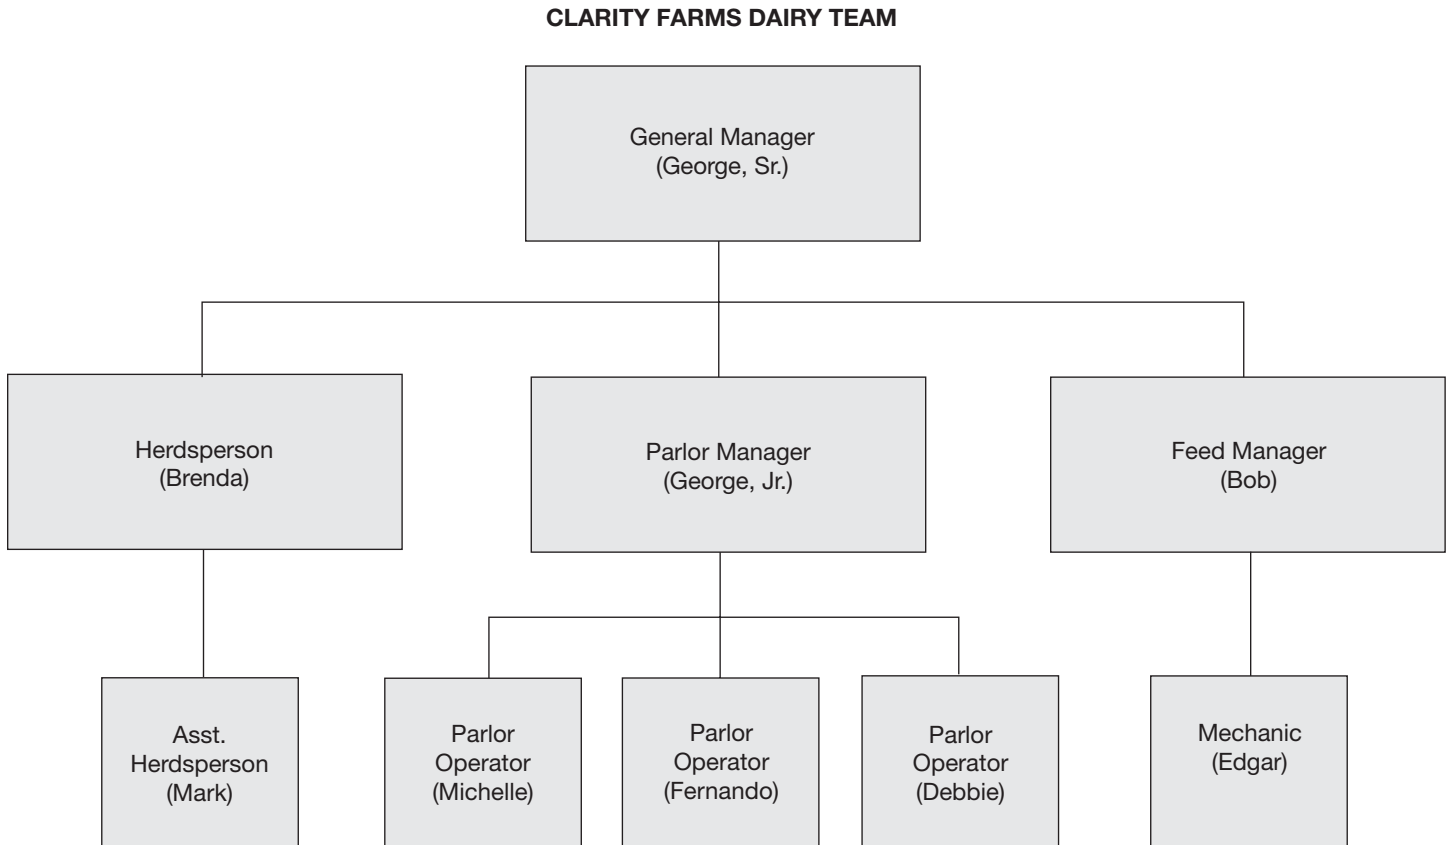 CLARITY FARMS DAIRY TEAM
General Manager
(George, Sr.)
Herdsperson
(Brenda)
Parlor Manager
(George, Jr.)
Feed Manager
(Bob)
Asst.
Herdsperson
(Mark)
Parlor
Operator
(Michelle)
Parlor
Operator
(Fernando)
Parlor
Operator
(Debbie)
Mechanic
(Edgar)